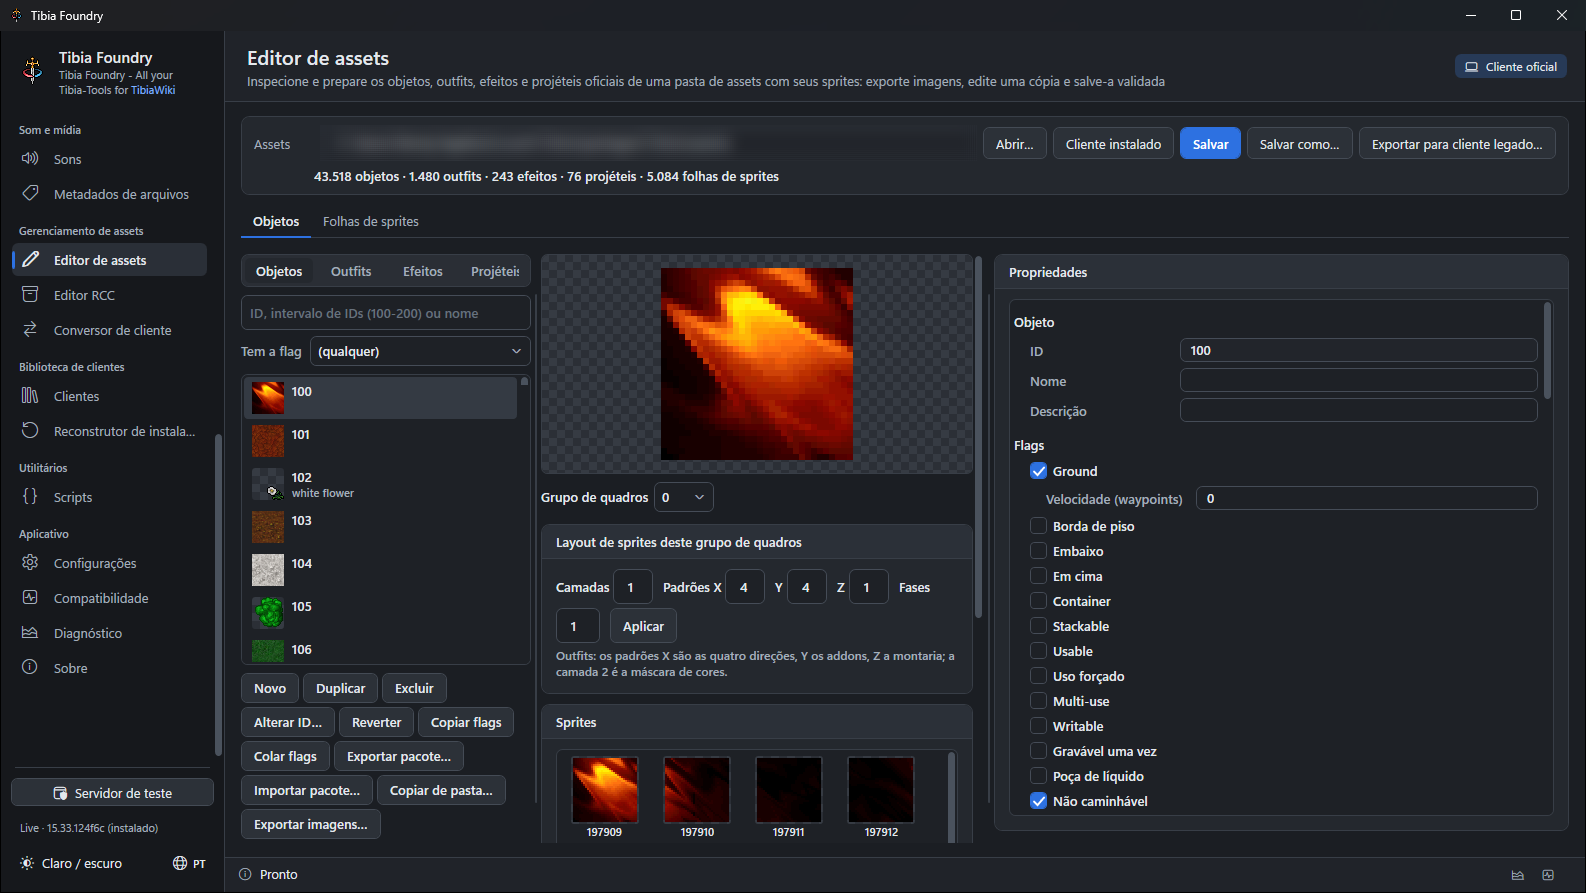 Tibia Foundry
Tibia Foundry
Tibia Foundry - All your
Tibia-Tools for TibiaWiki
Som e mídia
Sons
Metadados de arquivos
Gerenciamento de assets
Editor de assets
Editor RCC
Conversor de cliente
Biblioteca de clientes
Clientes
Reconstrutor de instala...
Utilitários
Scripts
Aplicativo
Configurações
Compatibilidade
Diagnóstico
Sobre
Servidor de teste
Live · 15.33.124f6c (instalado)
Claro / escuro
PT
Editor de assets
Inspecione e prepare os objetos, outfits, efeitos e projéteis oficiais de uma pasta de assets com seus sprites: exporte imagens, edite uma cópia e salve-a validada
Cliente oficial
Assets
Abrir...
Cliente instalado
Salvar
Salvar como...
Exportar para cliente legado...
43.518 objetos · 1.480 outfits · 243 efeitos · 76 projéteis · 5.084 folhas de sprites
Objetos
Folhas de sprites
Objetos
Outfits
Efeitos
Projéteis
ID, intervalo de IDs (100-200) ou nome
Tem a flag
(qualquer)
100
101
102
white flower
103
104
105
106
Novo
Duplicar
Excluir
Alterar ID...
Reverter
Copiar flags
Colar flags
Exportar pacote...
Importar pacote...
Copiar de pasta...
Exportar imagens...
Grupo de quadros
0
Layout de sprites deste grupo de quadros
Camadas 1 Padrões X 4 Y 4 Z 1 Fases
1
Aplicar
Outfits: os padrões X são as quatro direções, Y os addons, Z a montaria; a
camada 2 é a máscara de cores.
Sprites
197909
197910
197911
197912
Propriedades
Objeto
ID
100
Nome
Descrição
Flags
Ground
Velocidade (waypoints)
0
Borda de piso
Embaixo
Em cima
Container
Stackable
Usable
Uso forçado
Multi-use
Writable
Gravável uma vez
Poça de líquido
Não caminhável
Pronto